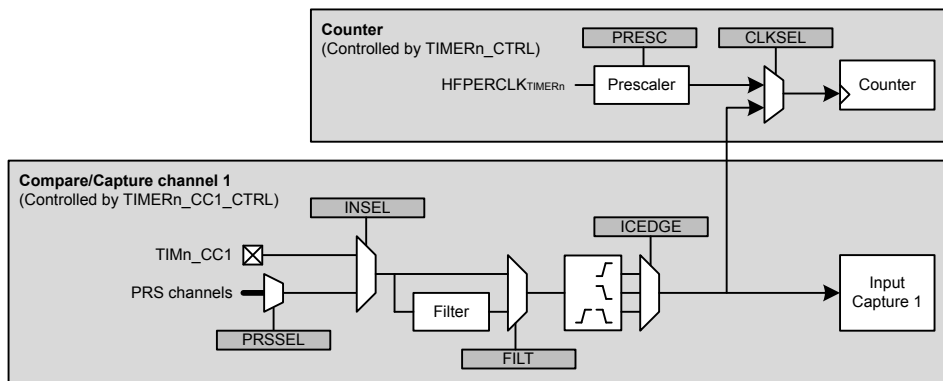 Counter
(Controlled by TIMERn_CTRL)
PRESC
CLKSEL
HFPERCLKTIMERn
Prescaler
Counter
Compare/Capture channel 1
(Controlled by TIMERn_CC1_CTRL)
INSEL
ICEDGE
TIMn_CC1
PRS channels
Filter
Input
Capture 1
PRSSEL
FILT